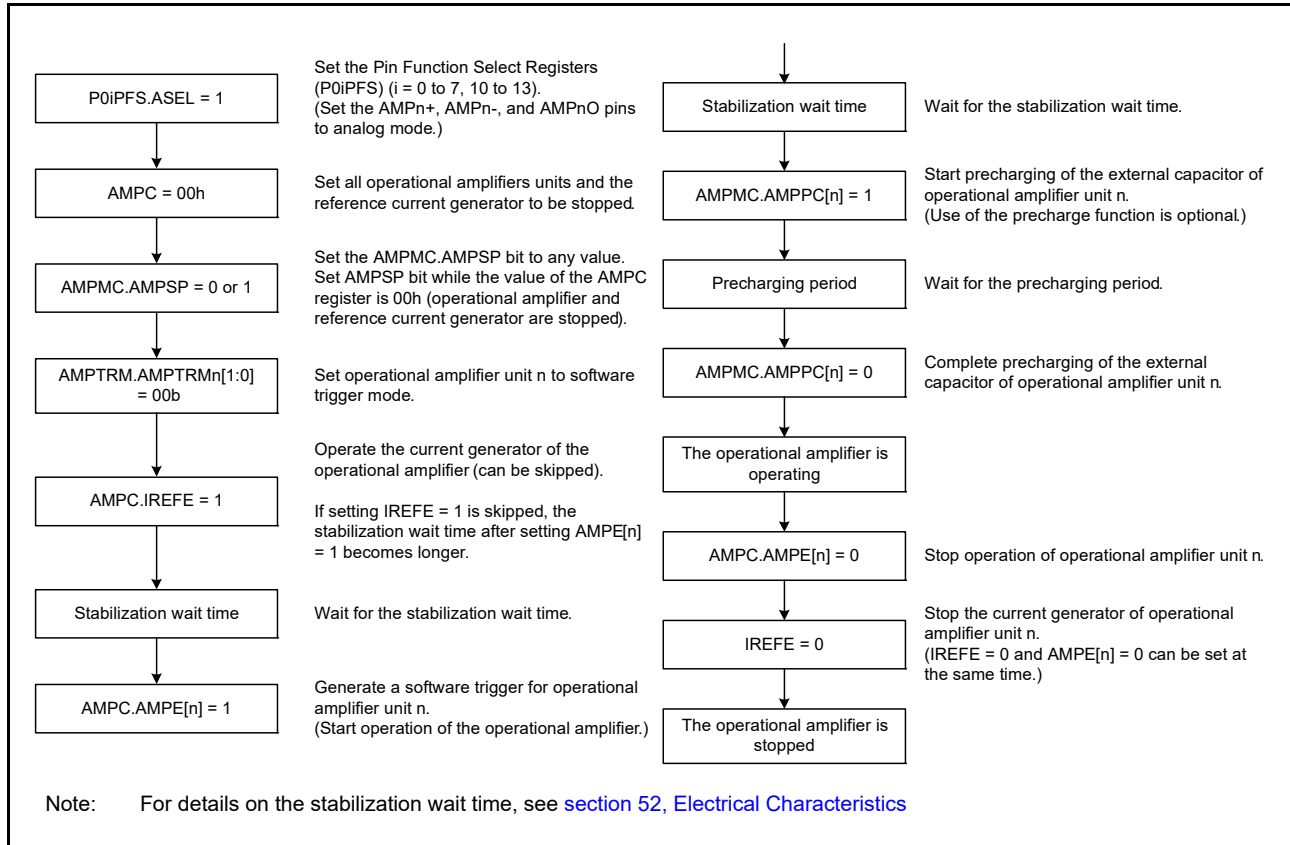 P0iPFS.ASEL = 1
Set the Pin Function Select Registers
(P0iPFS) (i = 0 to 7, 10 to 13).
(Set the AMPn+, AMPn-, and AMPnO pins
to analog mode.)
AMPC = 00h
Set all operational amplifiers units and the
reference current generator to be stopped.
AMPMC.AMPSP = 0 or 1
Set the AMPMC.AMPSP bit to any value.
Set AMPSP bit while the value of the AMPC
register is 00h (operational amplifier and
reference current generator are stopped).
AMPTRM.AMPTRMn[1:0]
= 00b
Set operational amplifier unit n to software
trigger mode.
AMPC.IREFE = 1
Operate the current generator of the
operational amplifier (can be skipped).
If setting IREFE = 1 is skipped, the
stabilization wait time after setting AMPE[n]
= 1 becomes longer.
Stabilization wait time
Wait for the stabilization wait time.
AMPC.AMPE[n] = 1
Generate a software trigger for operational
amplifier unit n.
(Start operation of the operational amplifier.)
Stabilization wait time
Wait for the stabilization wait time.
AMPMC.AMPPC[n] = 1
Start precharging of the external capacitor of
operational amplifier unit n.
(Use of the precharge function is optional.)
Precharging period
Wait for the precharging period.
AMPMC.AMPPC[n] = 0
Complete precharging of the external
capacitor of operational amplifier unit n.
The operational amplifier is
operating
AMPC.AMPE[n] = 0
Stop operation of operational amplifier unit n.
IREFE = 0
Stop the current generator of operational
amplifier unit n.
(IREFE = 0 and AMPE[n] = 0 can be set at
the same time.)
The operational amplifier is
stopped
Note: For details on the stabilization wait time, see section 52, Electrical Characteristics